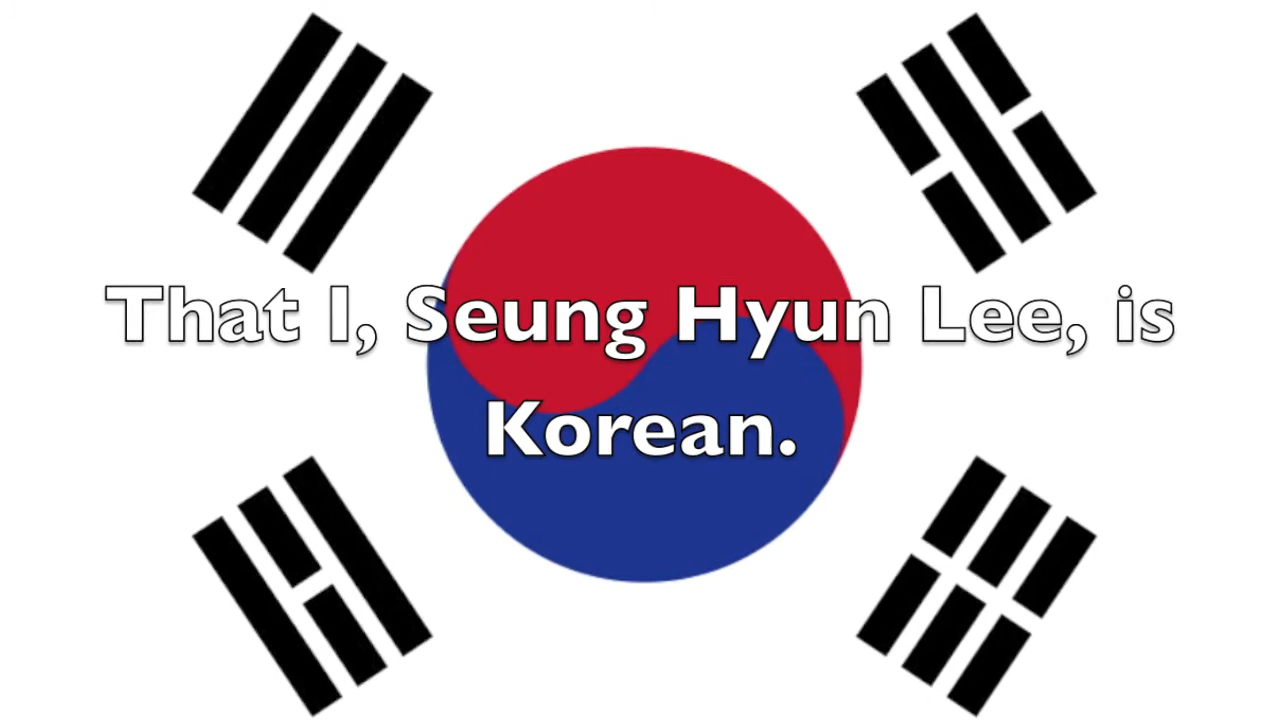 That I, Seung Hyun Lee, is
Korean.